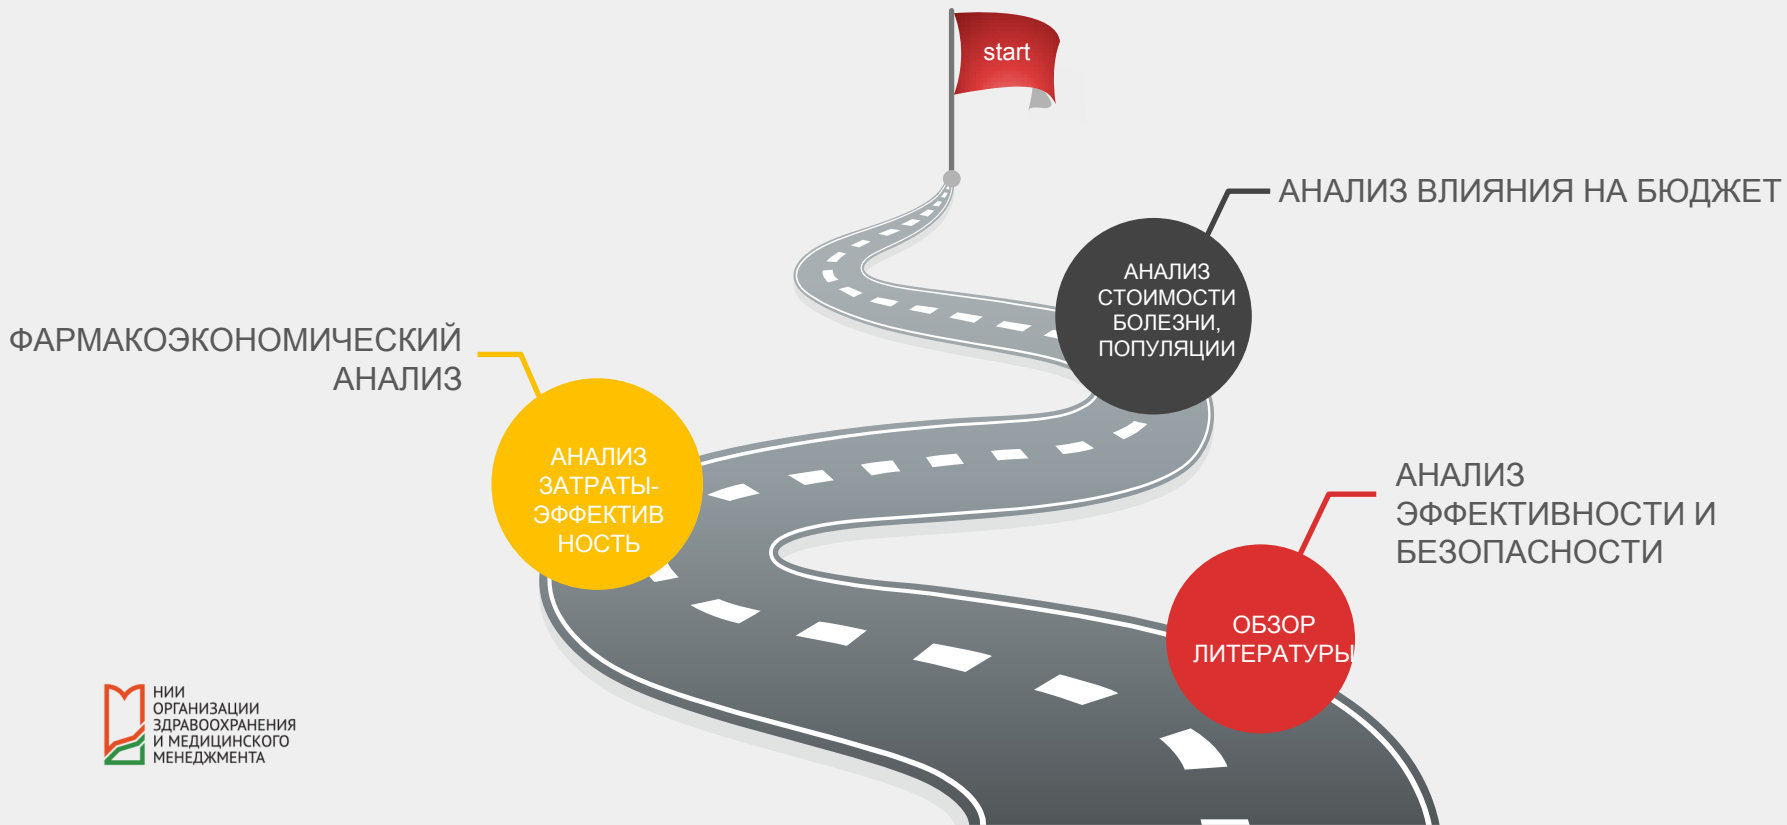 start
АНАЛИЗ ВЛИЯНИЯ НА БЮДЖЕТ
АНАЛИЗ
СТОИМОСТИ
БОЛЕЗНИ,
ПОПУЛЯЦИИ
ФАРМАКОЭКОНОМИЧЕСКИЙ
АНАЛИЗ
АНАЛИЗ
ЗАТРАТЫ-
ЭФФЕКТИВ
НОСТЬ
АНАЛИЗ
ЭФФЕКТИВНОСТИ И
БЕЗОПАСНОСТИ
ОБЗОР
ЛИТЕРАТУРЫ
НИИ
ОРГАНИЗАЦИИ
ЗДРАВООХРАНЕНИЯ
И МЕДИЦИНСКОГО
МЕНЕДЖМЕНТА